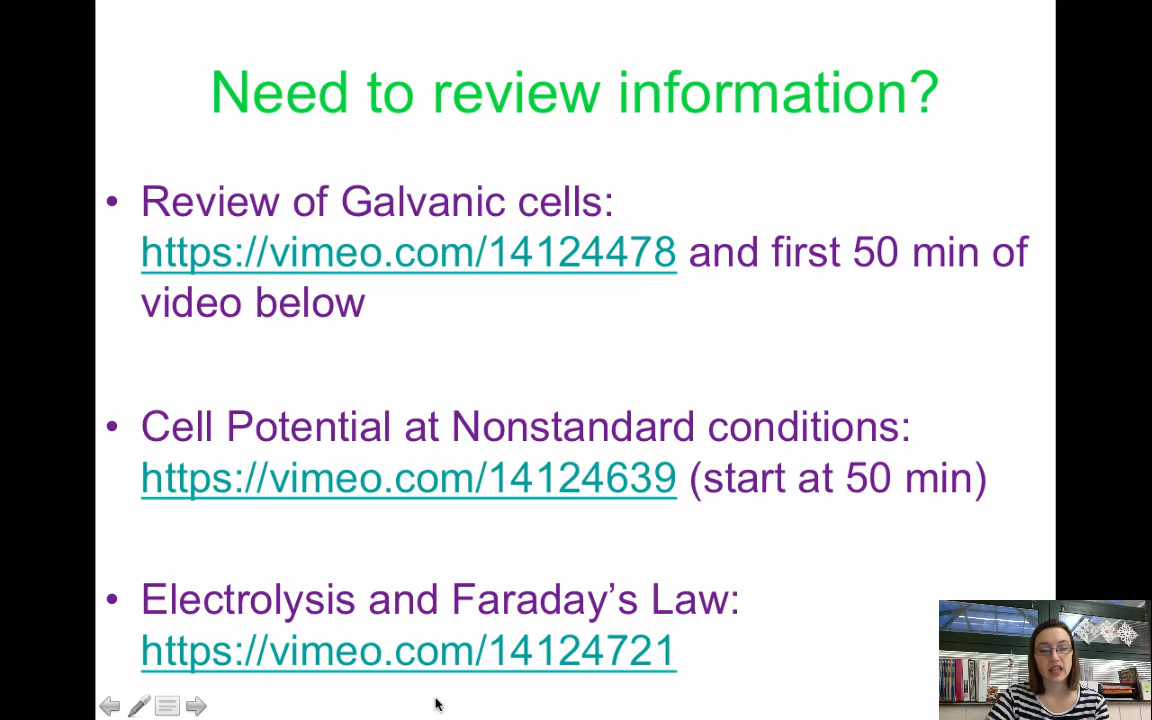 Need to review information?
• Review of Galvanic cells:
https://vimeo.com/14124478 and first 50 min of
video below
• Cell Potential at Nonstandard conditions:
https://vimeo.com/14124639 (start at 50 min)
• Electrolysis and Faraday’s Law:
https://vimeo.com/14124721